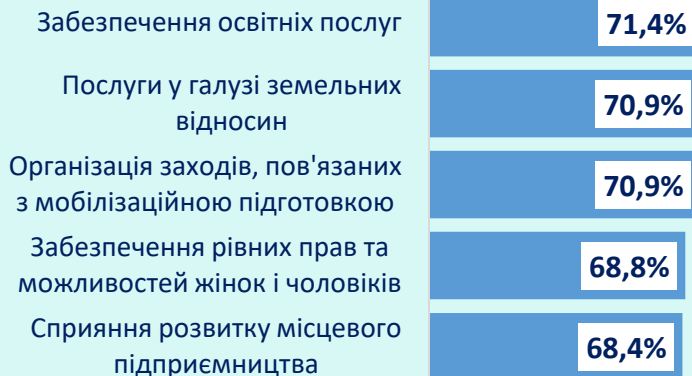 Забезпечення освітніх послуг
71,4%
Послуги у галузі земельних
відносин
70,9%
Організація заходів, пов'язаних
з мобілізаційною підготовкою
70,9%
Забезпечення рівних прав та
можливостей жінок і чоловіків
68,8%
Сприяння розвитку місцевого
підприємництва
68,4%